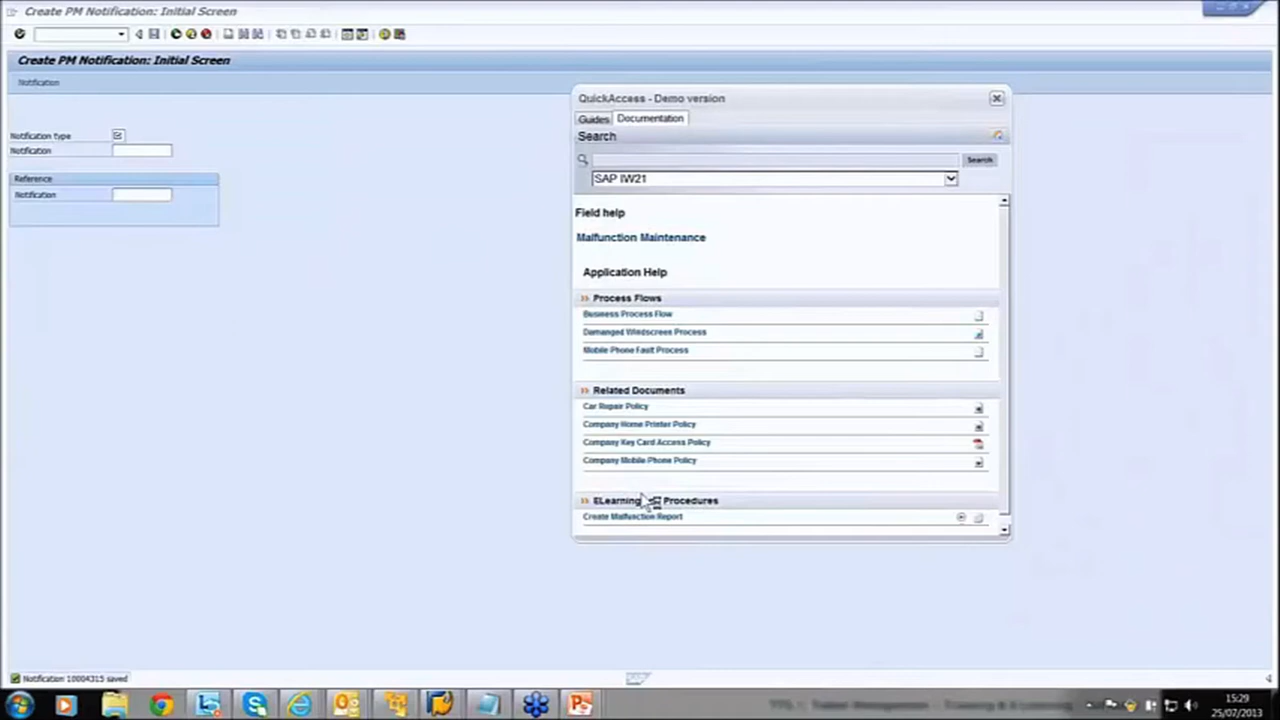 Create PM Notification: Initial Screen
Create PM Notification: Initial Screen
Notification
Notification type
Notification
Reference
Notification
QuickAccess - Demo version
Guides Documentation
Search
Search
SAP IW21
Field help
Malfunction Maintenance
Application Help
Process Flows
Business Process Flow
Damanged Windscreen Process
Mobile Phone Fault Process
Related Documents
Car Repair Policy
Company Home Printer Policy
Company Key Card Access Policy
Company Mobile Phone Policy
ELearning Procedures
Create Malfunction Report
Notification 10004315 saved
SAP
15:29
25/07/2013